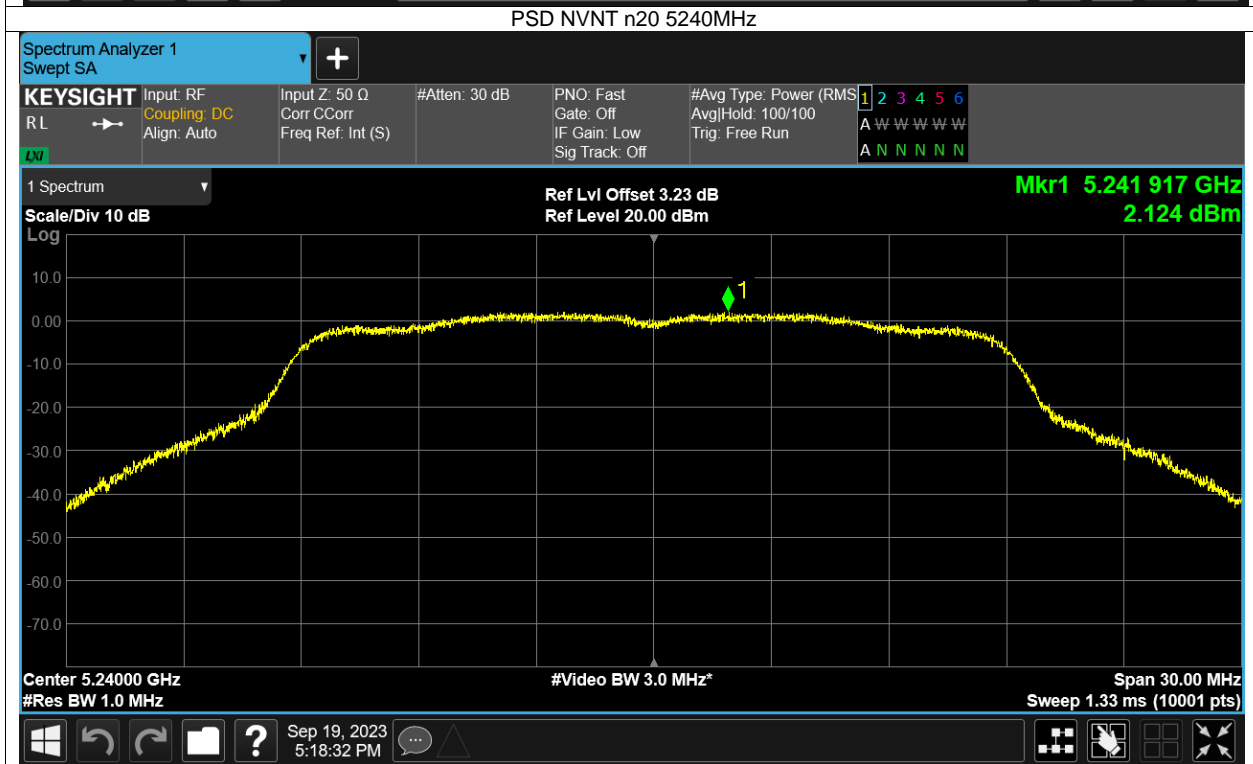 PSD NVNT n20 5240MHz
Spectrum Analyzer 1
Swept SA
+
KEYSIGHT
RL
LXI
Input: RF
Coupling: DC
Align: Auto
Input Z: 50 Ω
Corr CCorr
Freq Ref: Int (S)
#Atten: 30 dB
PNO: Fast
Gate: Off
IF Gain: Low
Sig Track: Off
#Avg Type: Power (RMS
Avg|Hold: 100/100
Trig: Free Run
1 2 3 4 5 6
A W W W W W
A N N N N N
1 Spectrum
Scale/Div 10 dB
Log
Ref Lvl Offset 3.23 dB
Ref Level 20.00 dBm
Mkr1 5.241 917 GHz
2.124 dBm
1
10.0
0.00
-10.0
-20.0
-30.0
-40.0
-50.0
-60.0
-70.0
Center 5.24000 GHz
#Res BW 1.0 MHz
#Video BW 3.0 MHz*
Span 30.00 MHz
Sweep 1.33 ms (10001 pts)
?
Sep 19, 2023
5:18:32 PM